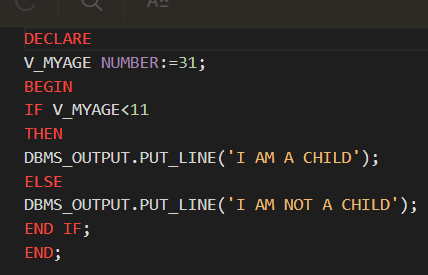 DECLARE
V_MYAGE NUMBER:=31;
BEGIN
IF V_MYAGE<11
THEN
DBMS_OUTPUT.PUT_LINE('I AM A CHILD');
ELSE
DBMS_OUTPUT.PUT_LINE('I AM NOT A CHILD');
END IF;
END;